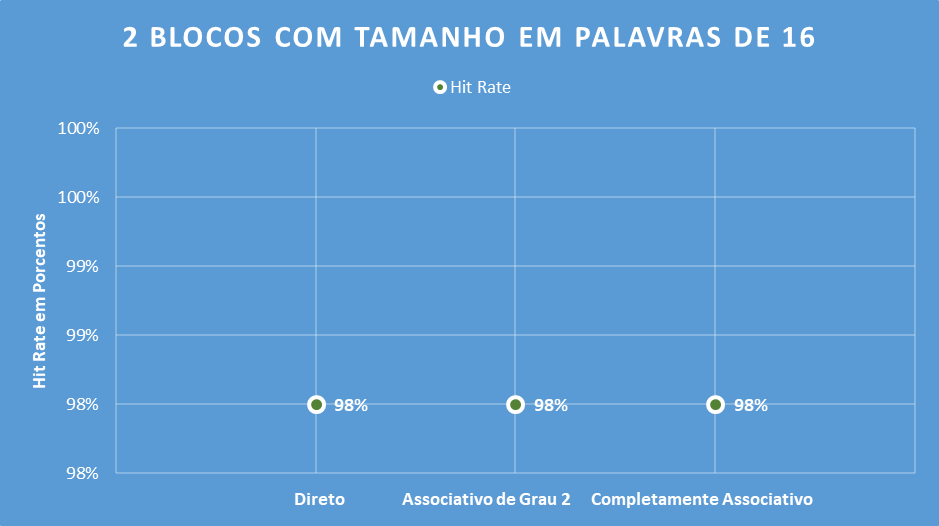 2 BLOCOS COM TAMANHO EM PALAVRAS DE 16
Hit Rate
100%
100%
99%
99%
98%
98%
Hit Rate em Porcentos
98% 98% 98%
Direto Associativo de Grau 2 Completamente Associativo